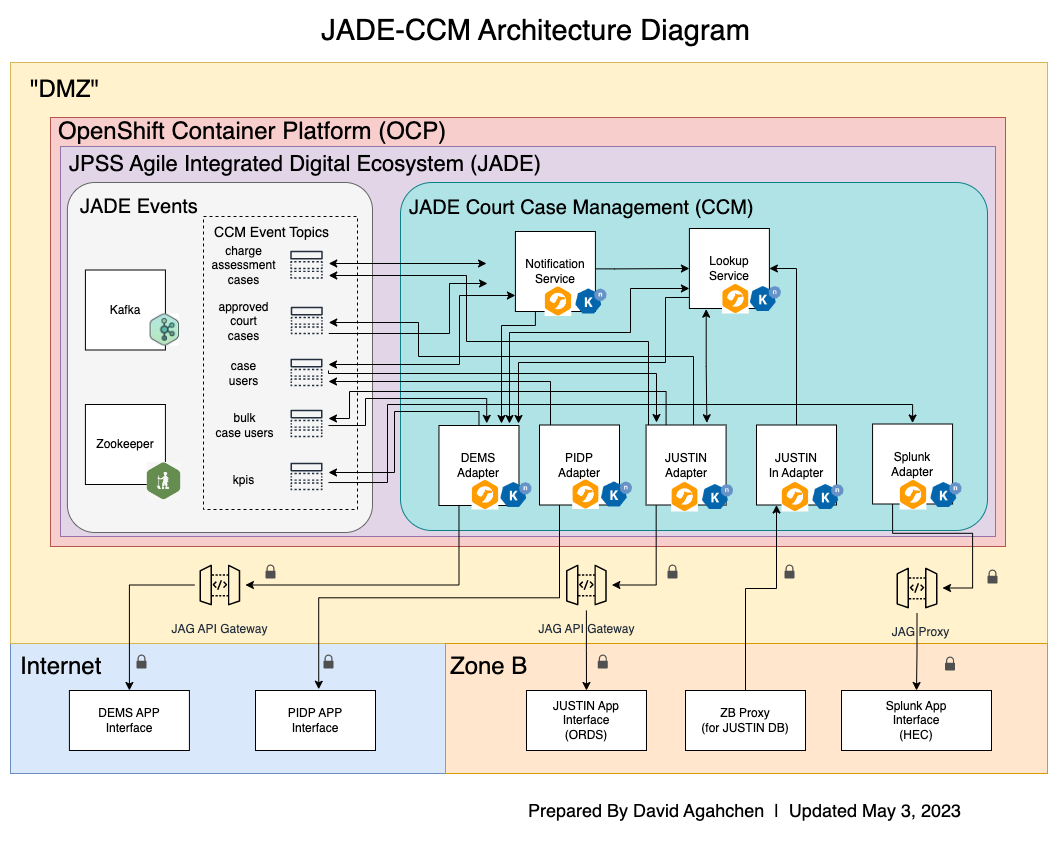 JADE-CCM Architecture Diagram
"DMZ"
OpenShift Container Platform (OCP)
JPSS Agile Integrated Digital Ecosystem (JADE)
JADE Events
CCM Event Topics
charge
assessment
cases
approved
court
cases
case
users
bulk
case users
kpis
Kafka
Zookeeper
JADE Court Case Management (CCM)
Notification
Service
K
n
Lookup
Service
K
n
DEMS
Adapter
K
n
PIDP
Adapter
K
n
JUSTIN
Adapter
K
n
JUSTIN
In Adapter
K
n
Splunk
Adapter
K
n
</>
JAG API Gateway
</>
JAG API Gateway
</>
JAG Proxy
Internet
DEMS APP
Interface
PIDP APP
Interface
Zone B
JUSTIN App
Interface
(ORDS)
ZB Proxy
(for JUSTIN DB)
Splunk App
Interface
(HEC)
Prepared By David Agahchen | Updated May 3, 2023